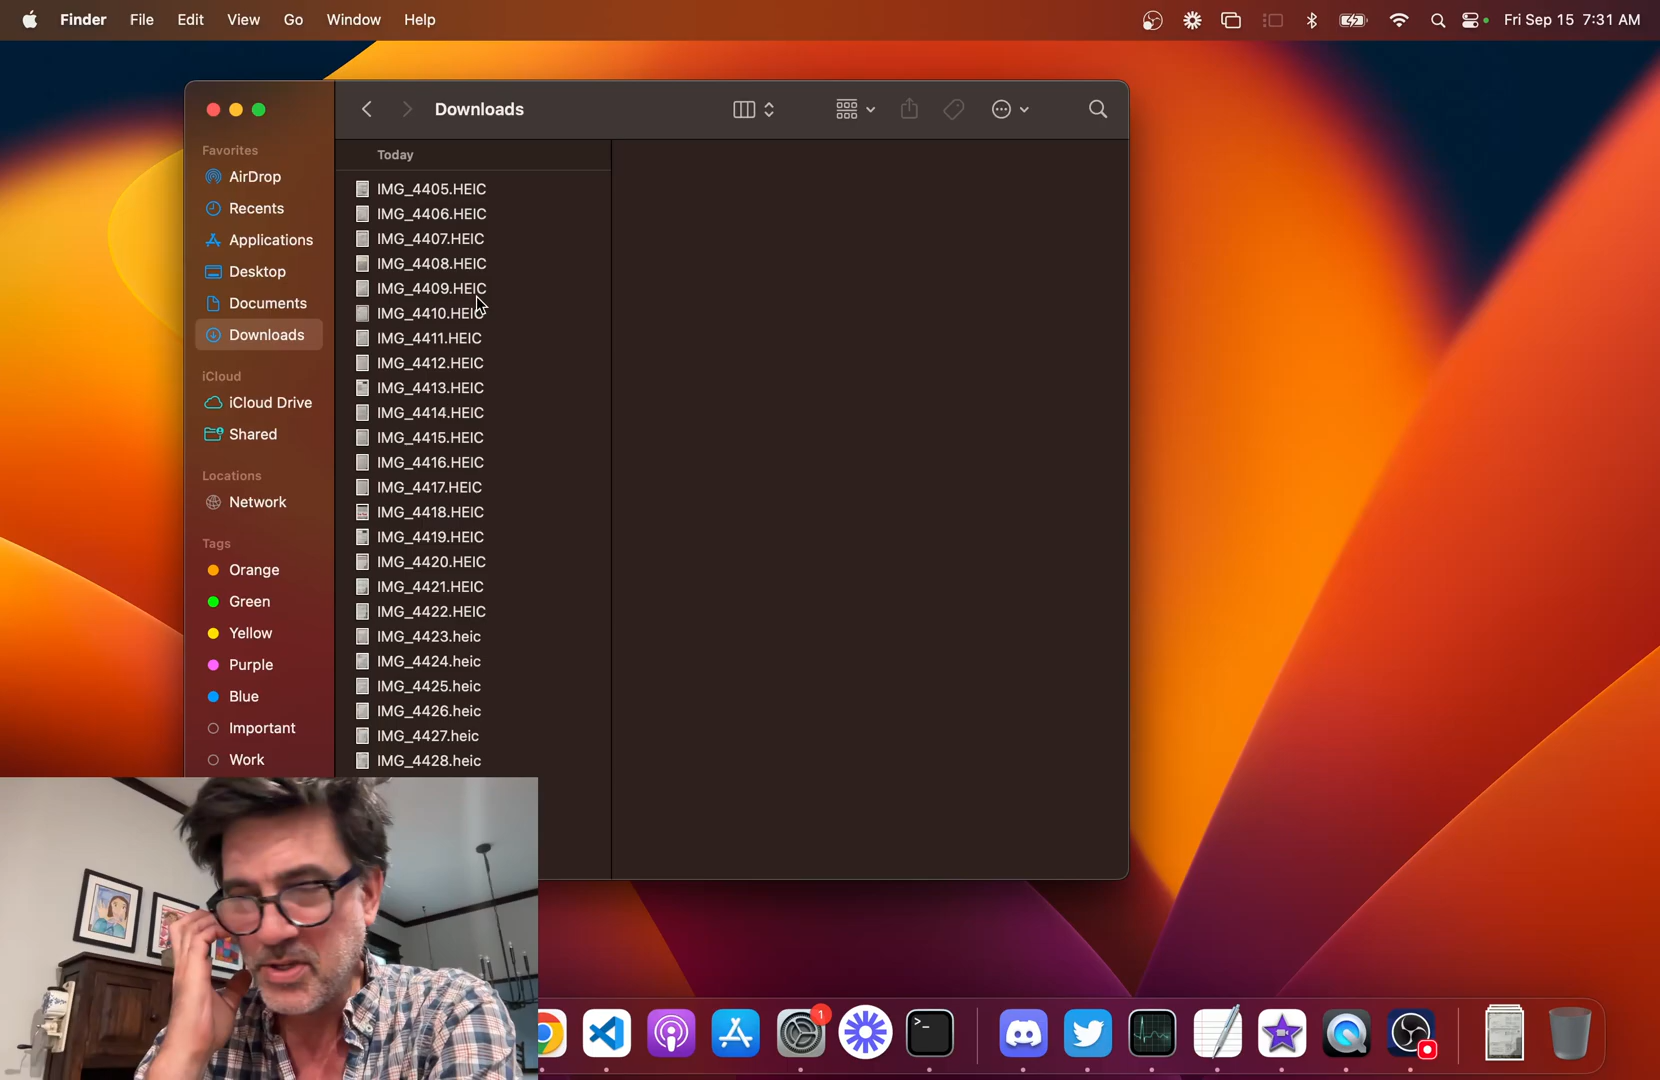 Finder File Edit View Go Window Help Fri Sep 15 7:31 AM
Downloads
Favorites
AirDrop
Recents
Applications
Desktop
Documents
Downloads
iCloud
iCloud Drive
Shared
Locations
Network
Tags
Orange
Green
Yellow
Purple
Blue
Important
Work
Today
IMG_4405.HEIC
IMG_4406.HEIC
IMG_4407.HEIC
IMG_4408.HEIC
IMG_4409.HEIC
IMG_4410.HEIC
IMG_4411.HEIC
IMG_4412.HEIC
IMG_4413.HEIC
IMG_4414.HEIC
IMG_4415.HEIC
IMG_4416.HEIC
IMG_4417.HEIC
IMG_4418.HEIC
IMG_4419.HEIC
IMG_4420.HEIC
IMG_4421.HEIC
IMG_4422.HEIC
IMG_4423.heic
IMG_4424.heic
IMG_4425.heic
IMG_4426.heic
IMG_4427.heic
IMG_4428.heic
1